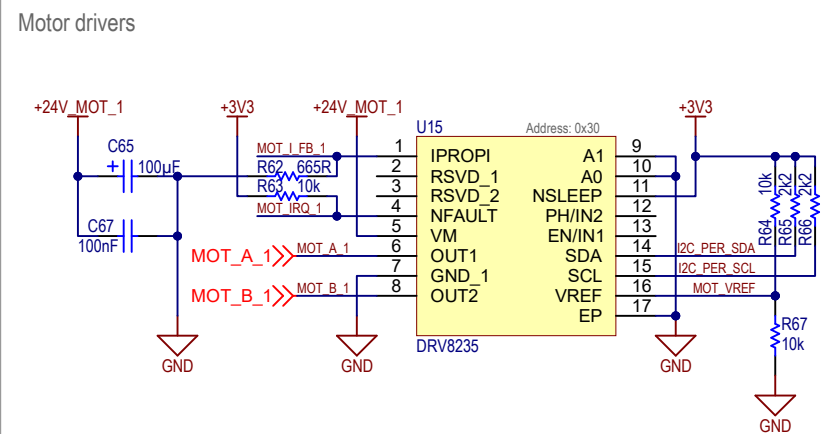 Motor drivers
+24V_MOT_1
+3V3
+24V_MOT_1
+3V3
U15
Address: 0x30
C65
100µF
C67
100nF
MOT_I_FB_1
R62
665R
R63
10k
MOT_IRQ_1
MOT_A_1
MOT_A_1
MOT_B_1
MOT_B_1
1
2
3
4
5
6
7
8
IPROPI
RSVD_1
RSVD_2
NFAULT
VM
OUT1
GND_1
OUT2
A1
A0
NSLEEP
PH/IN2
EN/IN1
SDA
SCL
VREF
EP
9
10
11
12
13
14
15
16
17
DRV8235
I2C_PER_SDA
I2C_PER_SCL
MOT_VREF
R64
10k
R65
2k2
R66
2k2
R67
10k
GND
GND
GND
GND